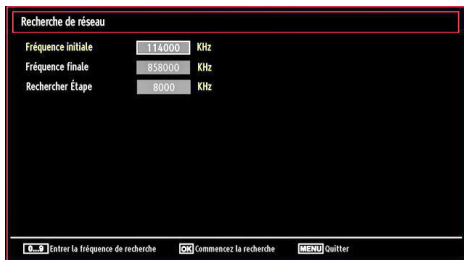 Recherche de réseau
Fréquence initiale 114000 KHz
Fréquence finale 858000 KHz
Rechercher Étape 8000 KHz
0...9 Entrer la fréquence de recherche OK Commencez la recherche MENU Quitter